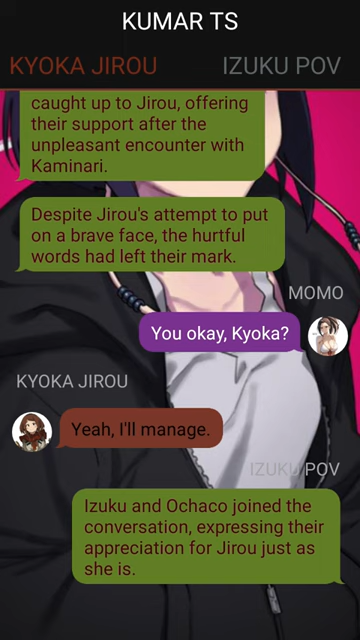 KUMAR TS
KYOKA JIROU IZUKU POV
caught up to Jirou, offering
their support after the
unpleasant encounter with
Kaminari.
Despite Jirou's attempt to put
on a brave face, the hurtful
words had left their mark.
MOMO
You okay, Kyoka?
KYOKA JIROU
Yeah, I'll manage.
IZUKU POV
Izuku and Ochaco joined the
conversation, expressing their
appreciation for Jirou just as
she is.